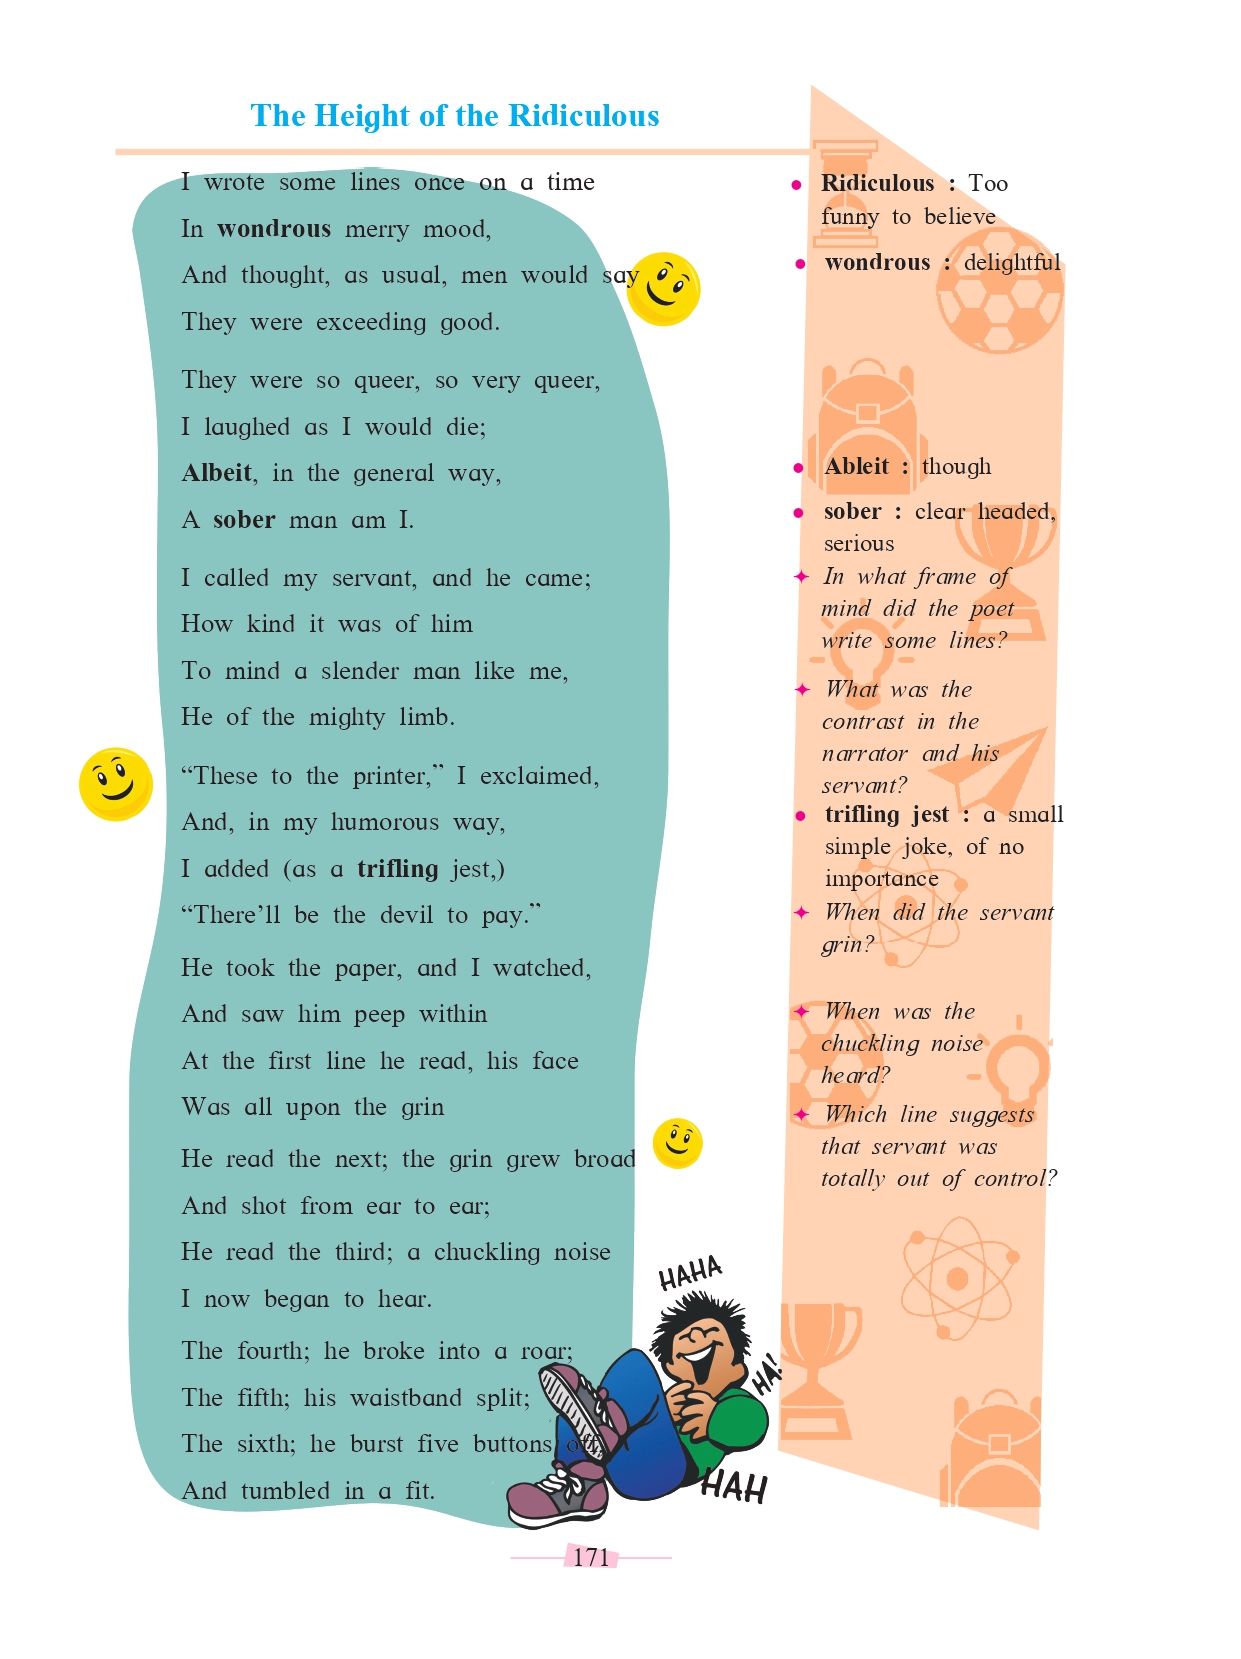 The Height of the Ridiculous
I wrote some lines once on a time
In wondrous merry mood,
And thought, as usual, men would say
They were exceeding good.
They were so queer, so very queer,
I laughed as I would die;
Albeit, in the general way,
A sober man am I.
I called my servant, and he came;
How kind it was of him
To mind a slender man like me,
He of the mighty limb.
“These to the printer,” I exclaimed,
And, in my humorous way,
I added (as a trifling jest,)
“There’ll be the devil to pay.”
He took the paper, and I watched,
And saw him peep within
At the first line he read, his face
Was all upon the grin
He read the next; the grin grew broad
And shot from ear to ear;
He read the third; a chuckling noise
I now began to hear.
The fourth; he broke into a roar;
The fifth; his waistband split;
The sixth; he burst five buttons off,
And tumbled in a fit.
• Ridiculous : Too
funny to believe
• wondrous : delightful
• Ableit : though
• sober : clear headed,
serious
✦ In what frame of
mind did the poet
write some lines?
✦ What was the
contrast in the
narrator and his
servant?
• trifling jest : a small
simple joke, of no
importance
✦ When did the servant
grin?
✦ When was the
chuckling noise
heard?
✦ Which line suggests
that servant was
totally out of control?
HAHA
HA!
HAH
171